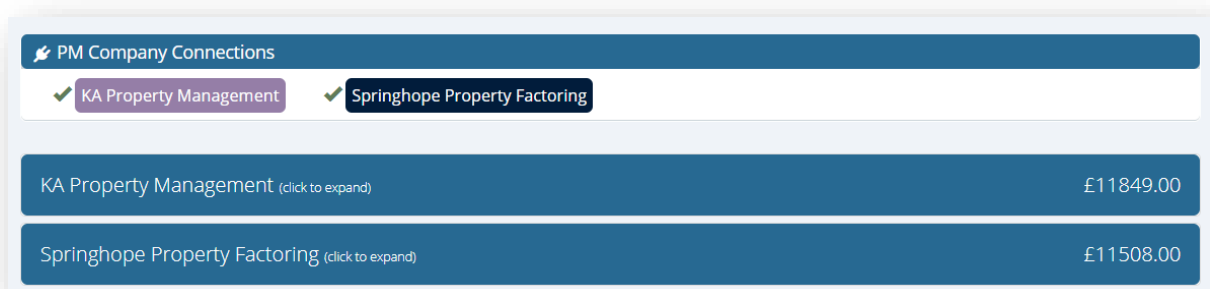 PM Company Connections
KA Property Management Springhope Property Factoring
KA Property Management (click to expand) £11849.00
Springhope Property Factoring (click to expand) £11508.00